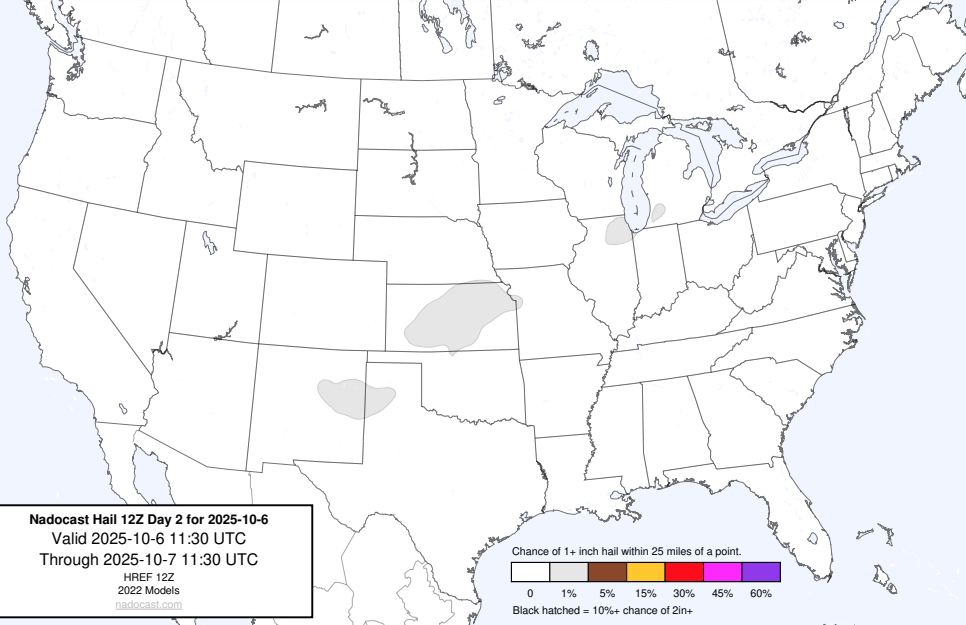 Nadocast Hail 12Z Day 2 for 2025-10-6
Valid 2025-10-6 11:30 UTC
Through 2025-10-7 11:30 UTC
HREF 12Z
2022 Models
nadocast.com
Chance of 1+ inch hail within 25 miles of a point.
0 1% 5% 15% 30% 45% 60%
Black hatched = 10%+ chance of 2in+